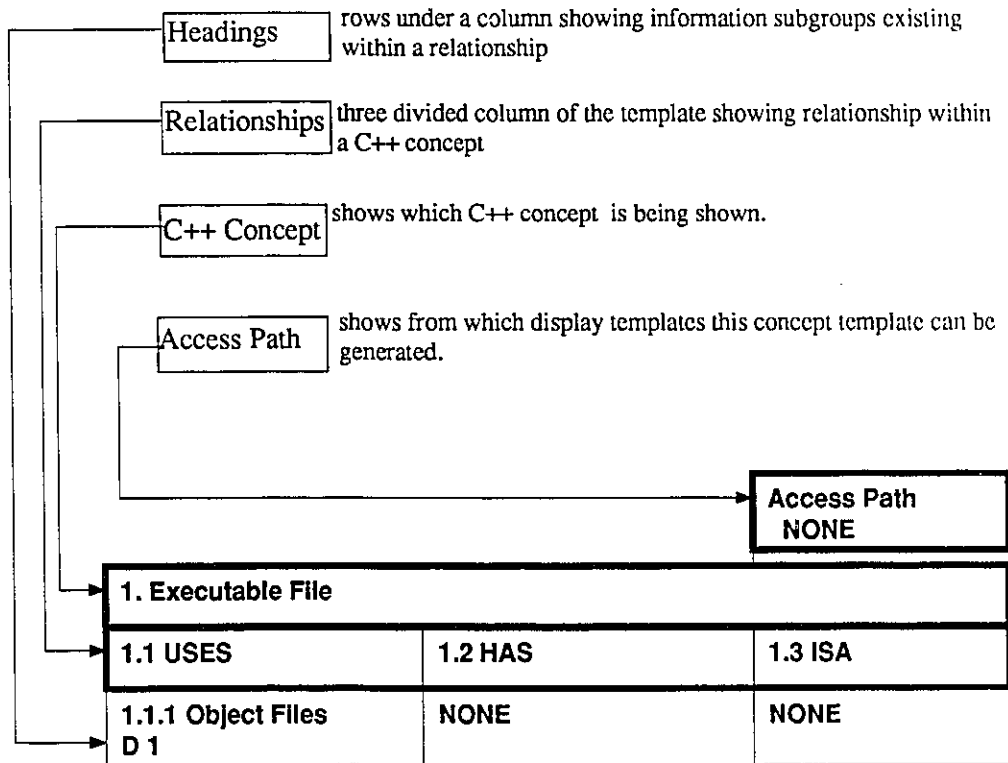 Headings
rows under a column showing information subgroups existing
within a relationship
Relationships
three divided column of the template showing relationship within
a C++ concept
C++ Concept
shows which C++ concept is being shown.
Access Path
shows from which display templates this concept template can be
generated.
Access Path
NONE
1. Executable File
1.1 USES 1.2 HAS 1.3 ISA
1.1.1 Object Files NONE NONE
D 1